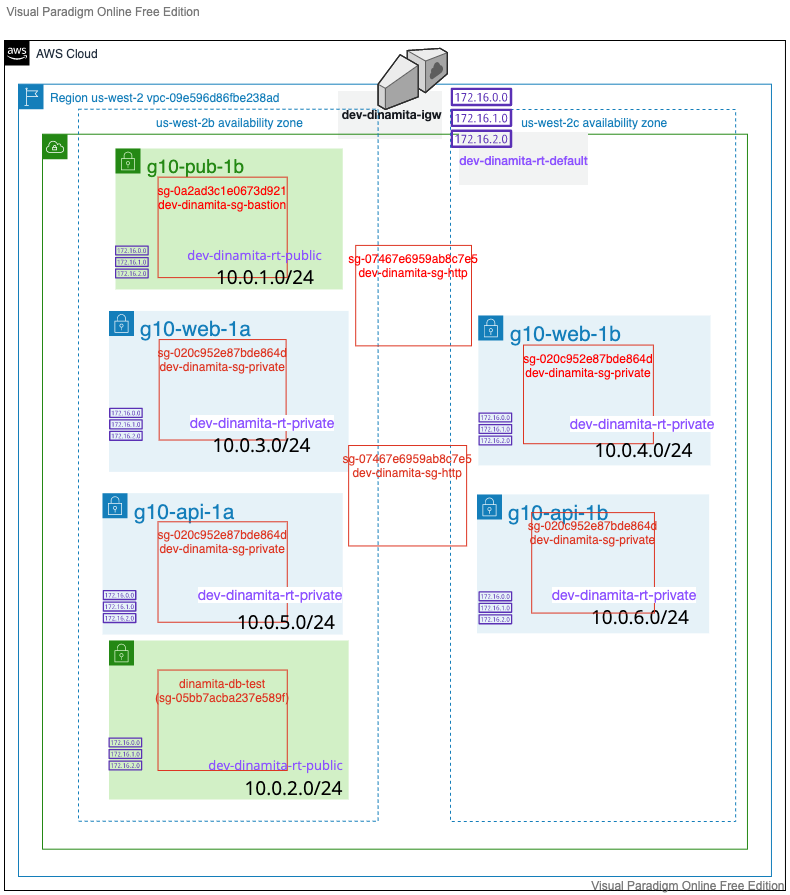 Visual Paradigm Online Free Edition
aws
AWS Cloud
Region us-west-2 vpc-09e596d86fbe238ad
dev-dinamita-igw
172.16.0.0
172.16.1.0
172.16.2.0
us-west-2b availability zone
us-west-2c availability zone
dev-dinamita-rt-default
g10-pub-1b
sg-0a2ad3c1e0673d921
dev-dinamita-sg-bastion
172.16.0.0
172.16.1.0
172.16.2.0
dev-dinamita-rt-public
10.0.1.0/24
sg-07467e6959ab8c7e5
dev-dinamita-sg-http
g10-web-1a
sg-020c952e87bde864d
dev-dinamita-sg-private
172.16.0.0
172.16.1.0
172.16.2.0
dev-dinamita-rt-private
10.0.3.0/24
g10-web-1b
sg-020c952e87bde864d
dev-dinamita-sg-private
172.16.0.0
172.16.1.0
172.16.2.0
dev-dinamita-rt-private
10.0.4.0/24
sg-07467e6959ab8c7e5
dev-dinamita-sg-http
g10-api-1a
sg-020c952e87bde864d
dev-dinamita-sg-private
172.16.0.0
172.16.1.0
172.16.2.0
dev-dinamita-rt-private
10.0.5.0/24
g10-api-1b
sg-020c952e87bde864d
dev-dinamita-sg-private
172.16.0.0
172.16.1.0
172.16.2.0
dev-dinamita-rt-private
10.0.6.0/24
dinamita-db-test
(sg-05bb7acba237e589f)
172.16.0.0
172.16.1.0
172.16.2.0
dev-dinamita-rt-public
10.0.2.0/24
Visual Paradigm Online Free Edition